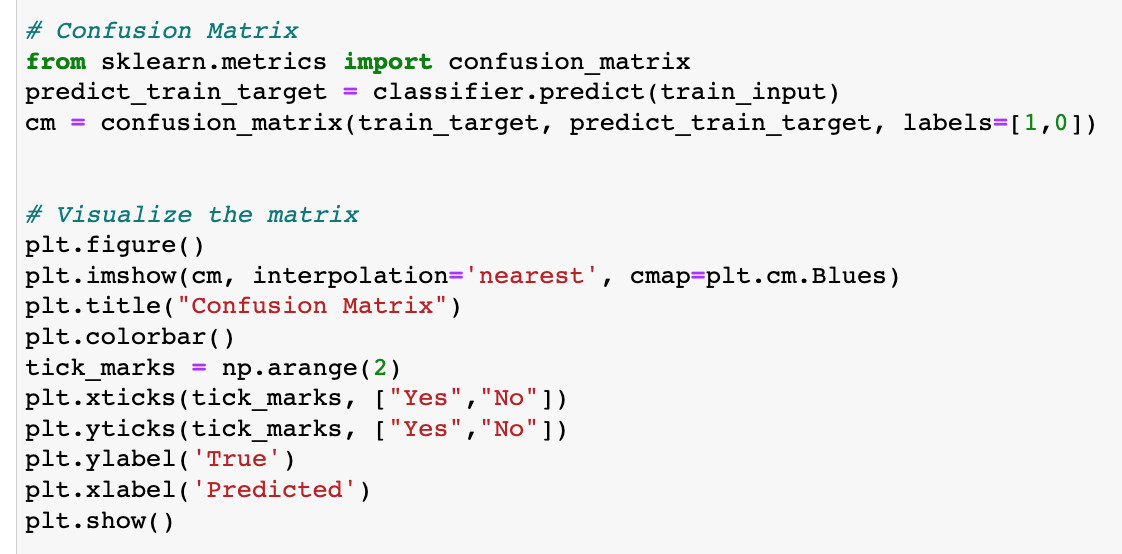 # Confusion Matrix
from sklearn.metrics import confusion_matrix
predict_train_target = classifier.predict(train_input)
cm = confusion_matrix(train_target, predict_train_target, labels=[1,0])
# Visualize the matrix
plt.figure()
plt.imshow(cm, interpolation='nearest', cmap=plt.cm.Blues)
plt.title("Confusion Matrix")
plt.colorbar()
tick_marks = np.arange(2)
plt.xticks(tick_marks, ["Yes","No"])
plt.yticks(tick_marks, ["Yes","No"])
plt.ylabel('True')
plt.xlabel('Predicted')
plt.show()